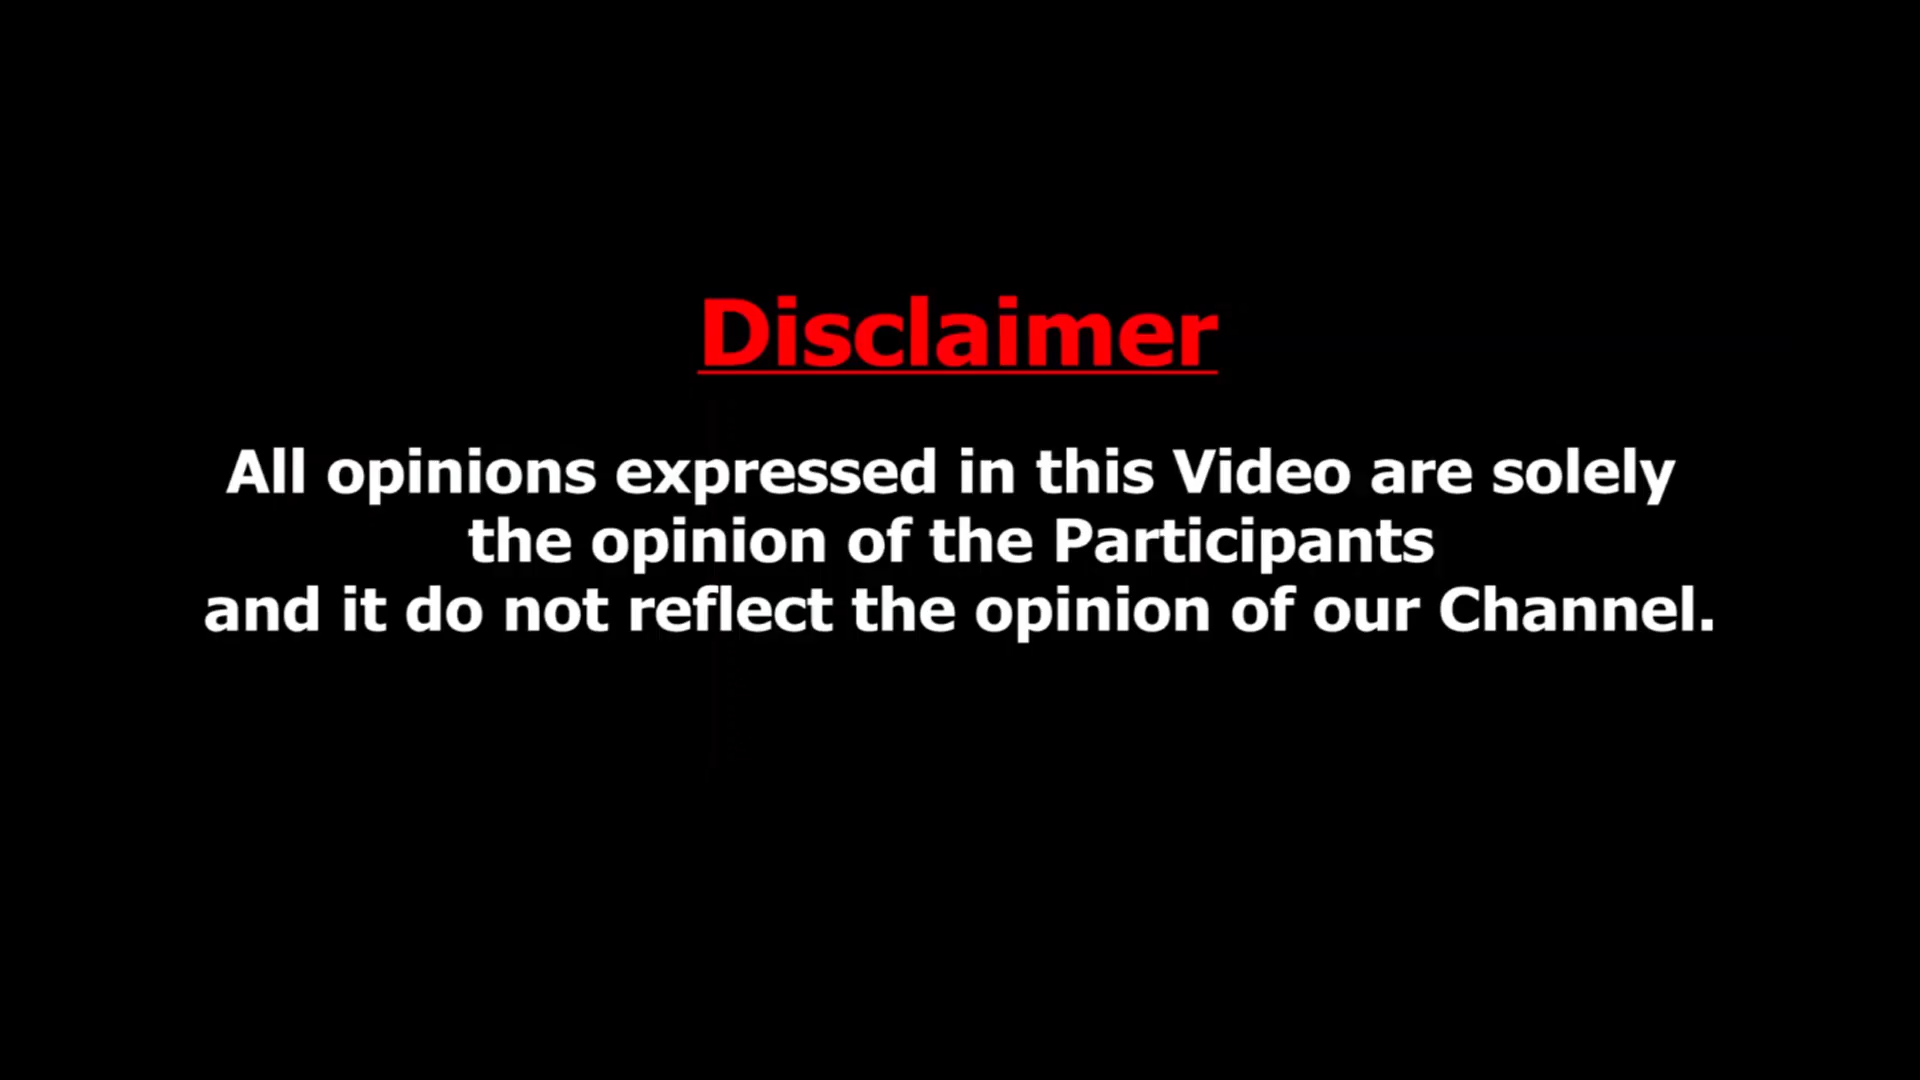 Disclaimer
All opinions expressed in this Video are solely
the opinion of the Participants
and it do not reflect the opinion of our Channel.